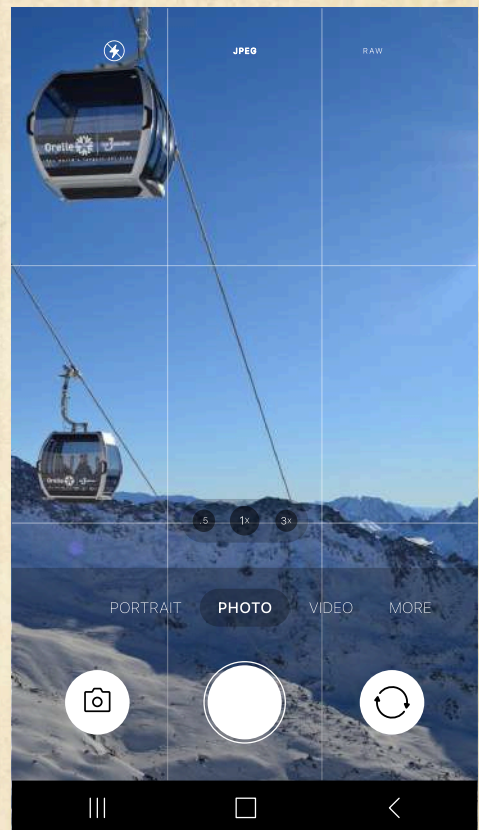 JPEG RAW
Orelle
.5 1x 3x
Orelle
PORTRAIT PHOTO VIDEO MORE